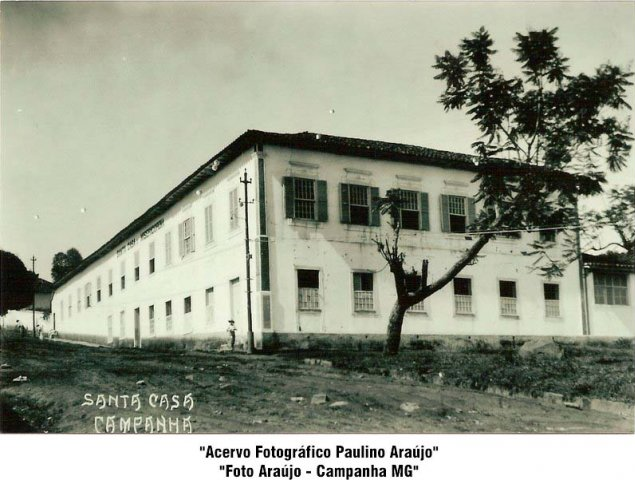 SANTA CASA
CAMPANHA
"Acervo Fotográfico Paulino Araújo"
"Foto Araújo - Campanha MG"